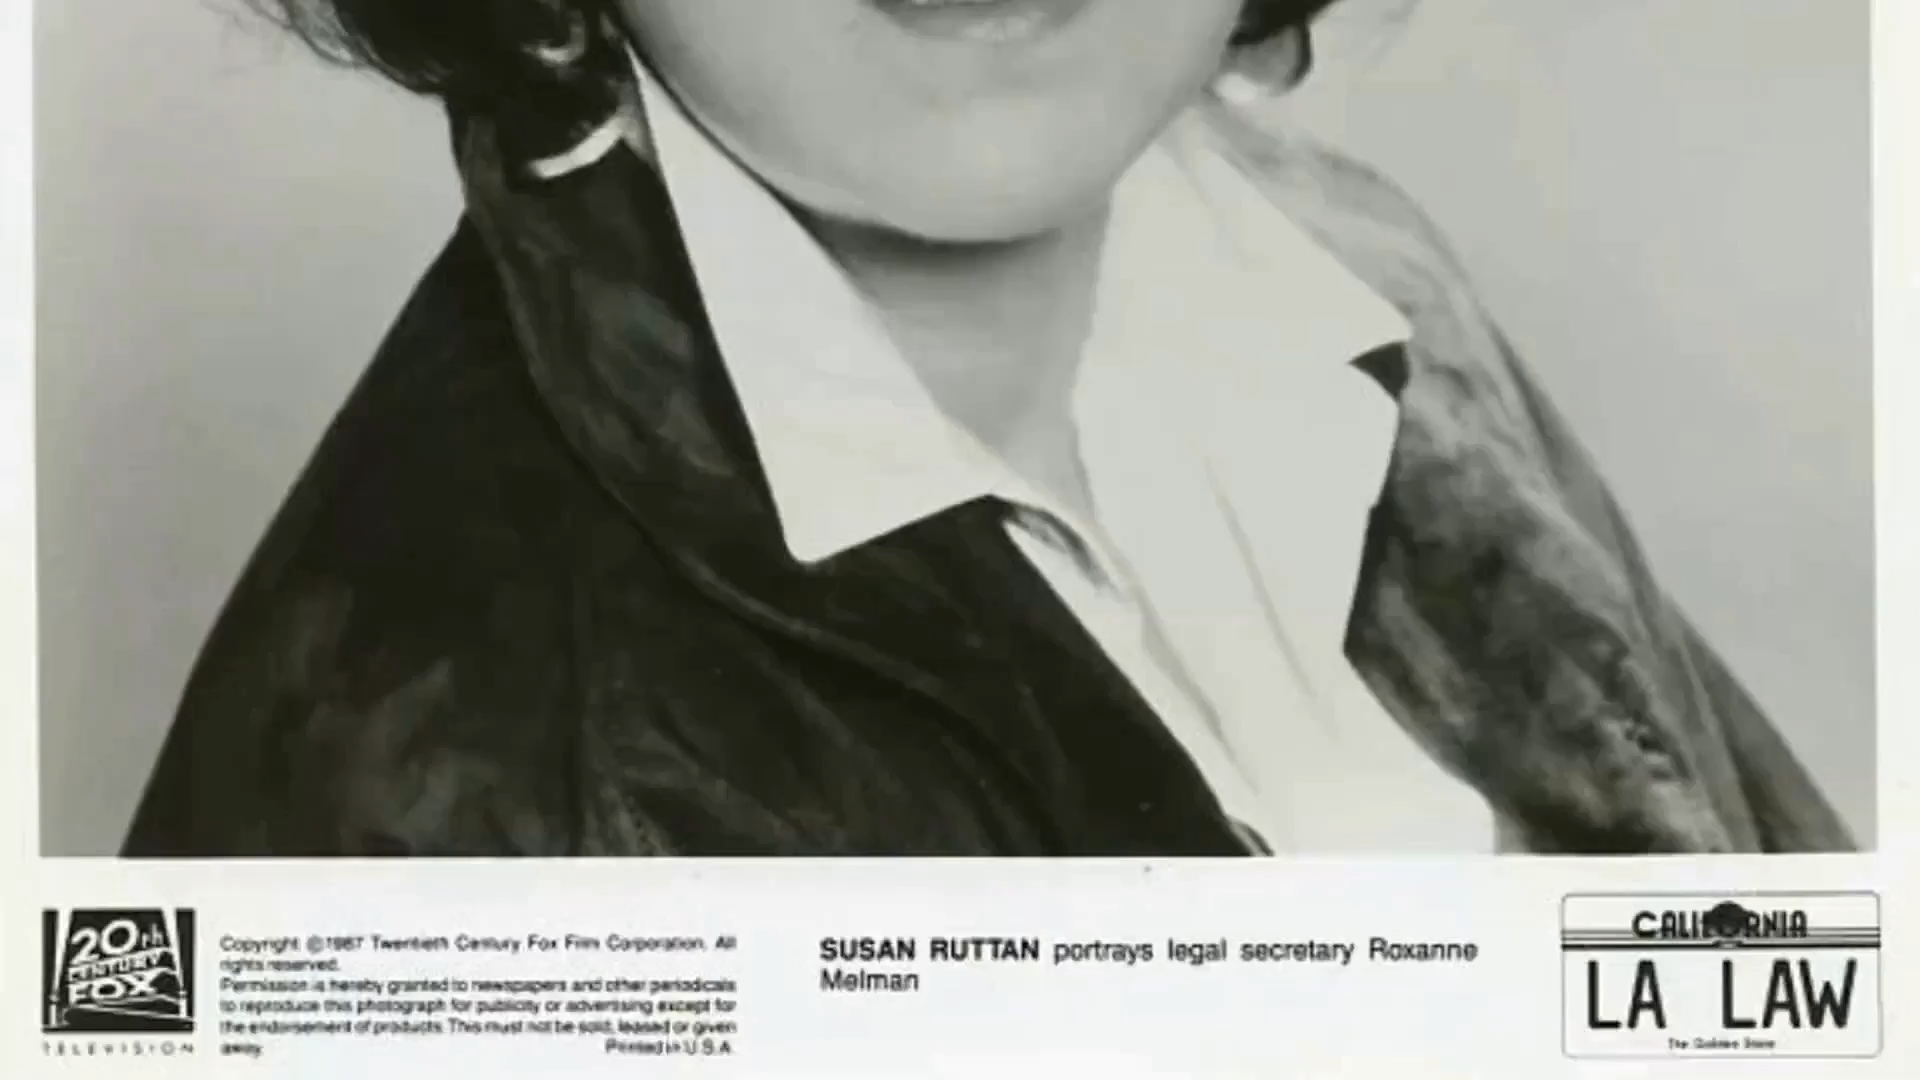 20th
CENTURY
FOX
TELEVISION
Copyright ©1987 Twentieth Century Fox Film Corporation. All
rights reserved.
Permission is hereby granted to newspapers and other periodicals
to reproduce this photograph for publicity or advertising except for
the endorsement of products. This must not be sold, leased or given
away. Printed in U.S.A.
SUSAN RUTTAN portrays legal secretary Roxanne
Melman
CALIFORNIA
LA LAW
The Golden State